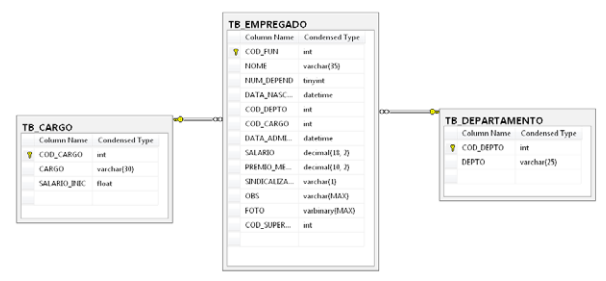 TB_EMPREGADO
Column Name Condensed Type
COD_FUN int
NOME varchar(35)
NUM_DEPEND tinyint
DATA_NASC... datetime
COD_DEPTO int
COD_CARGO int
DATA_ADMI... datetime
SALARIO decimal(18, 2)
PREMIO_ME... decimal(10, 2)
SINDICALIZA... varchar(1)
OBS varchar(MAX)
FOTO varbinary(MAX)
COD_SUPER... int
TB_CARGO
Column Name Condensed Type
COD_CARGO int
CARGO varchar(30)
SALARIO_INIC float
TB_DEPARTAMENTO
Column Name Condensed Type
COD_DEPTO int
DEPTO varchar(25)